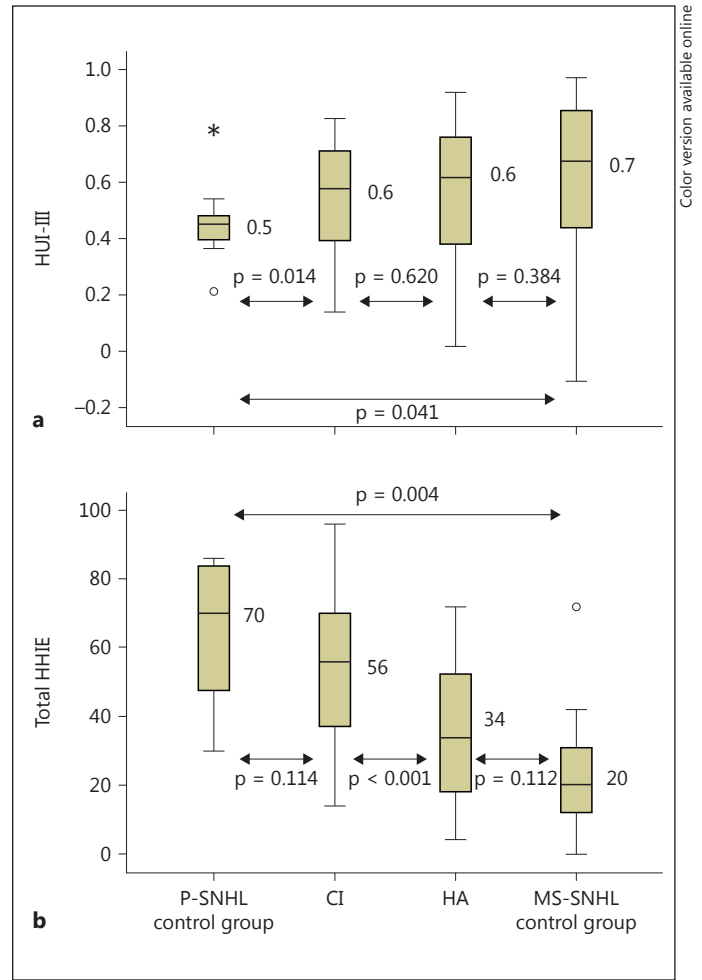 Color version available online
1.0
0.8
0.6
0.4
0.2
0
–0.2
HUI-III
*
0.5
0.6
0.6
0.7
p = 0.014
p = 0.620
p = 0.384
p = 0.041
a
100
80
60
40
20
0
Total HHIE
p = 0.004
70
56
34
20
p = 0.114
p < 0.001
p = 0.112
P-SNHL
control group
CI
HA
MS-SNHL
control group
b